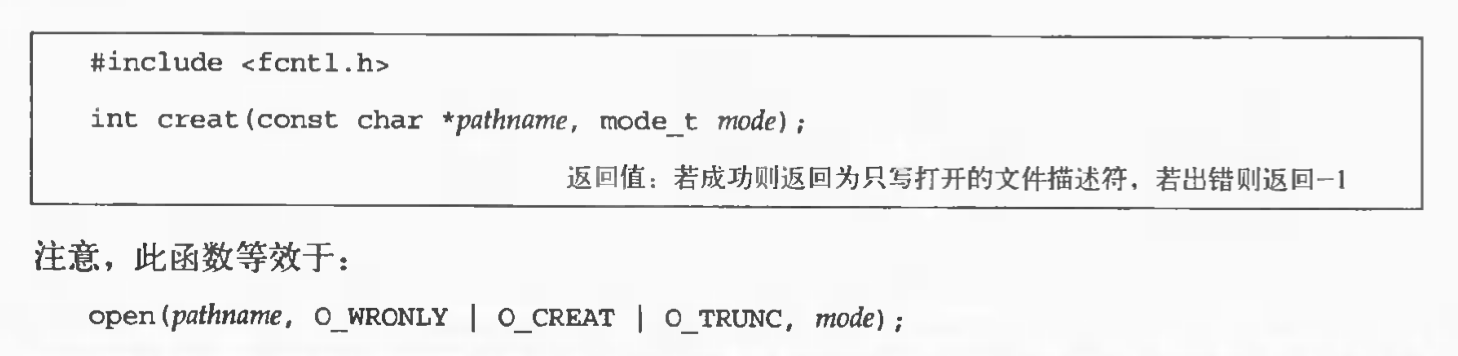 #include <fcntl.h>
int creat(const char *pathname, mode_t mode);
返回值：若成功则返回为只写打开的文件描述符，若出错则返回-1
注意，此函数等效于：
open(pathname, O_WRONLY | O_CREAT | O_TRUNC, mode);